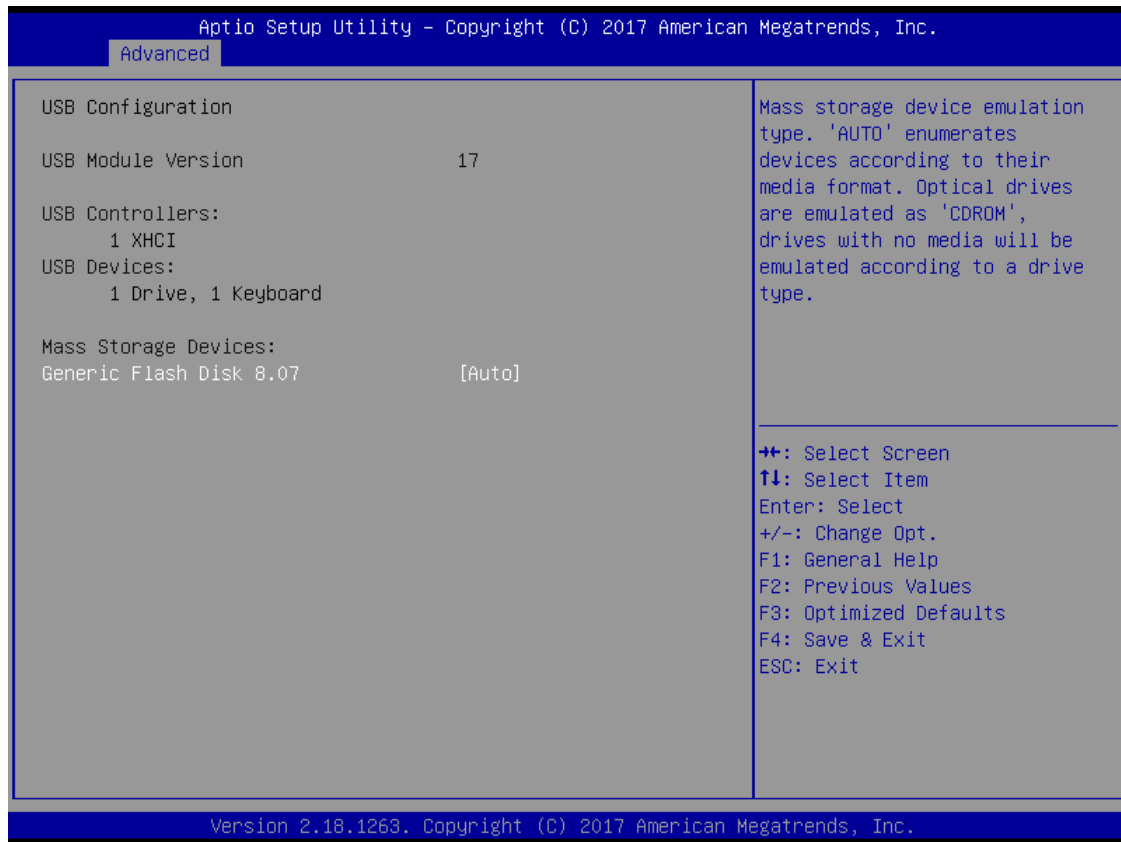 Aptio Setup Utility – Copyright (C) 2017 American Megatrends, Inc.
Advanced
USB Configuration
USB Module Version 17
USB Controllers:
1 XHCI
USB Devices:
1 Drive, 1 Keyboard
Mass Storage Devices:
Generic Flash Disk 8.07 [Auto]
Mass storage device emulation
type. 'AUTO' enumerates
devices according to their
media format. Optical drives
are emulated as 'CDROM',
drives with no media will be
emulated according to a drive
type.
→←: Select Screen
↑↓: Select Item
Enter: Select
+/-: Change Opt.
F1: General Help
F2: Previous Values
F3: Optimized Defaults
F4: Save & Exit
ESC: Exit
Version 2.18.1263. Copyright (C) 2017 American Megatrends, Inc.